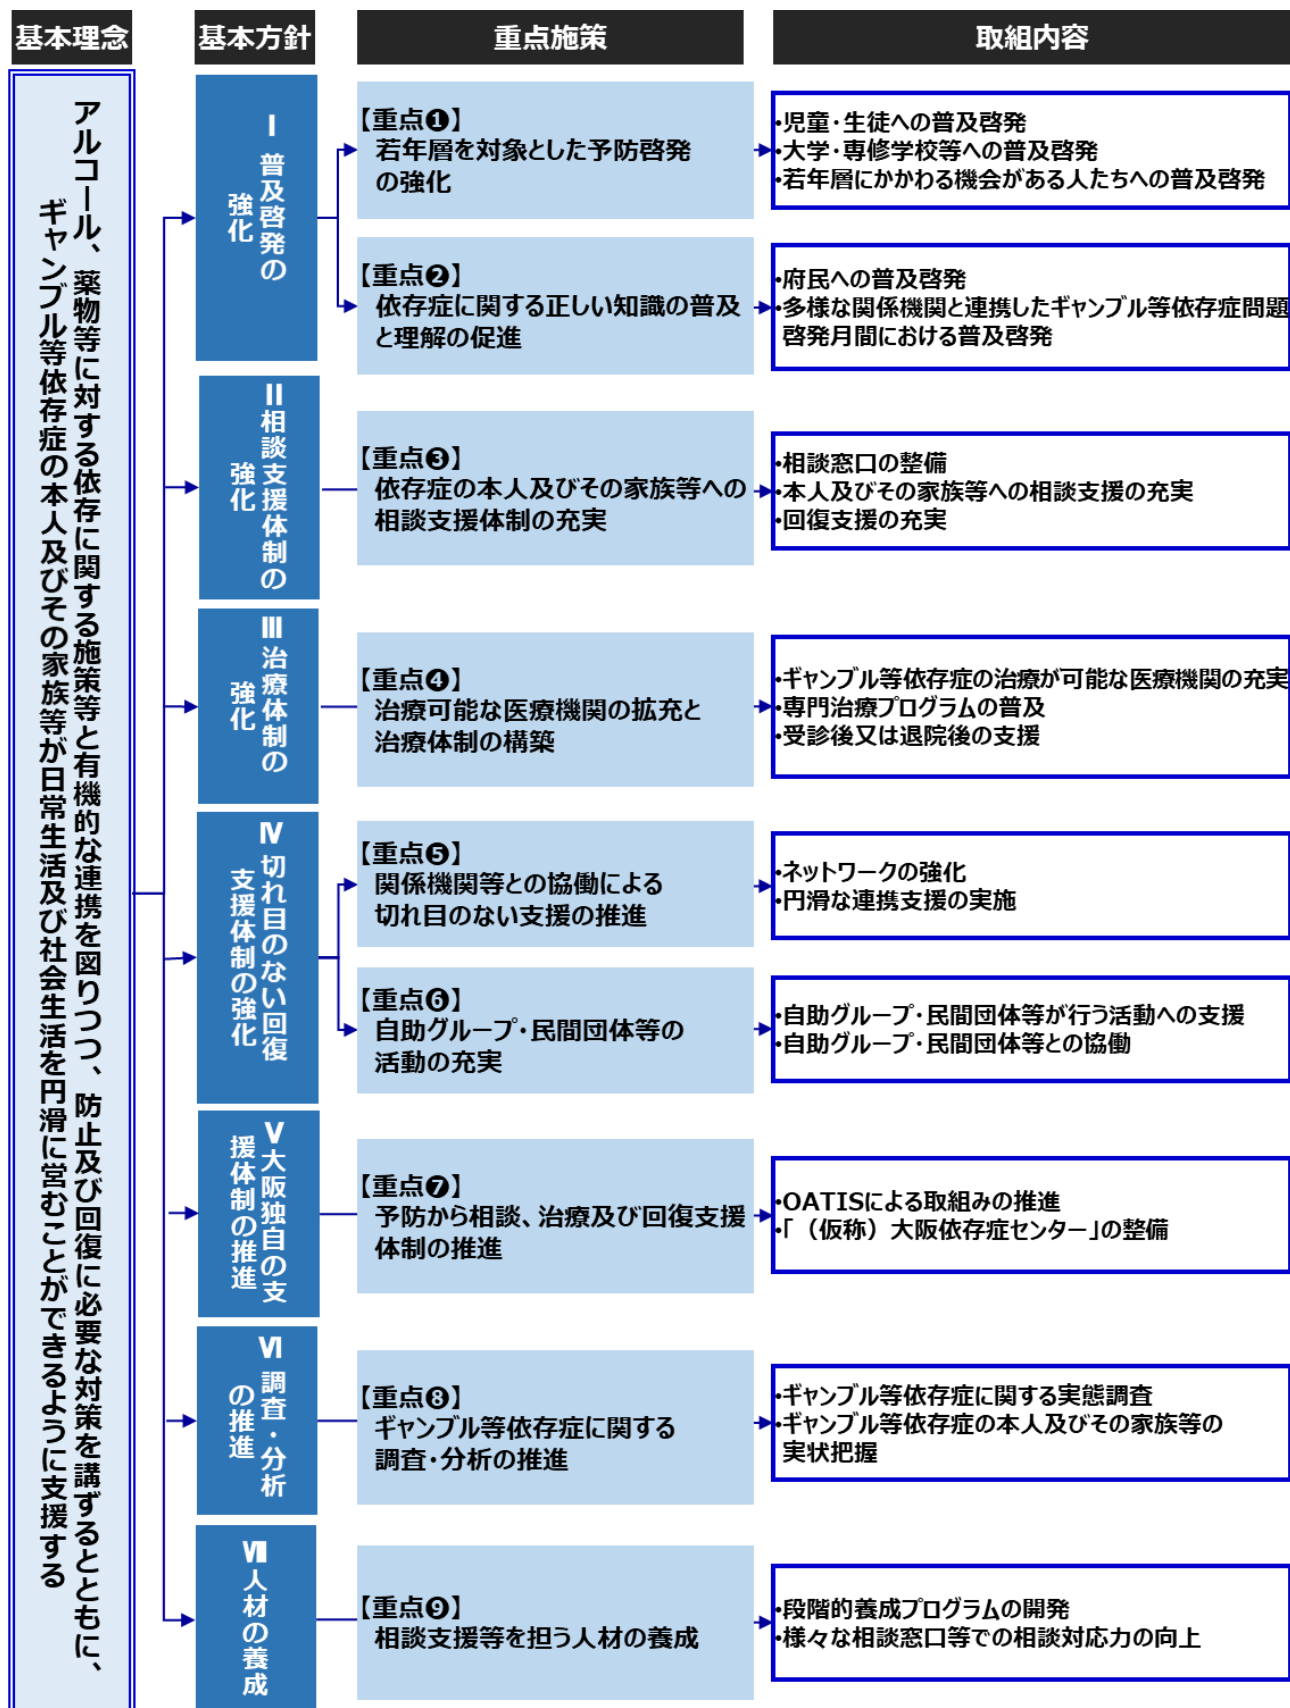 基本理念
基本方針
重点施策
取組内容
アルコール、薬物等に対する依存に関する施策等と有機的な連携を図りつつ、防止及び回復に必要な対策を講ずるとともに、
ギャンブル等依存症の本人及びその家族等が日常生活及び社会生活を円滑に営むことができるように支援する
Ⅰ 普及啓発の
強化
【重点❶】
若年層を対象とした予防啓発
の強化
・児童・生徒への普及啓発
・大学・専修学校等への普及啓発
・若年層にかかわる機会がある人たちへの普及啓発
【重点❷】
依存症に関する正しい知識の普及
と理解の促進
・府民への普及啓発
・多様な関係機関と連携したギャンブル等依存症問題
啓発月間における普及啓発
Ⅱ 相談支援体制の
強化
【重点❸】
依存症の本人及びその家族等への
相談支援体制の充実
・相談窓口の整備
・本人及びその家族等への相談支援の充実
・回復支援の充実
Ⅲ 治療体制の
強化
【重点❹】
治療可能な医療機関の拡充と
治療体制の構築
・ギャンブル等依存症の治療が可能な医療機関の充実
・専門治療プログラムの普及
・受診後又は退院後の支援
Ⅳ 切れ目のない回復
支援体制の強化
【重点❺】
関係機関等との協働による
切れ目のない支援の推進
・ネットワークの強化
・円滑な連携支援の実施
【重点❻】
自助グループ・民間団体等の
活動の充実
・自助グループ・民間団体等が行う活動への支援
・自助グループ・民間団体等との協働
Ⅴ 大阪独自の支
援体制の推進
【重点❼】
予防から相談、治療及び回復支援
体制の推進
・OATISによる取組みの推進
・「（仮称）大阪依存症センター」の整備
Ⅵ 調査・分析
の推進
【重点❽】
ギャンブル等依存症に関する
調査・分析の推進
・ギャンブル等依存症に関する実態調査
・ギャンブル等依存症の本人及びその家族等の
実状把握
Ⅶ 人材の養成
【重点❾】
相談支援等を担う人材の養成
・段階的養成プログラムの開発
・様々な相談窓口等での相談対応力の向上